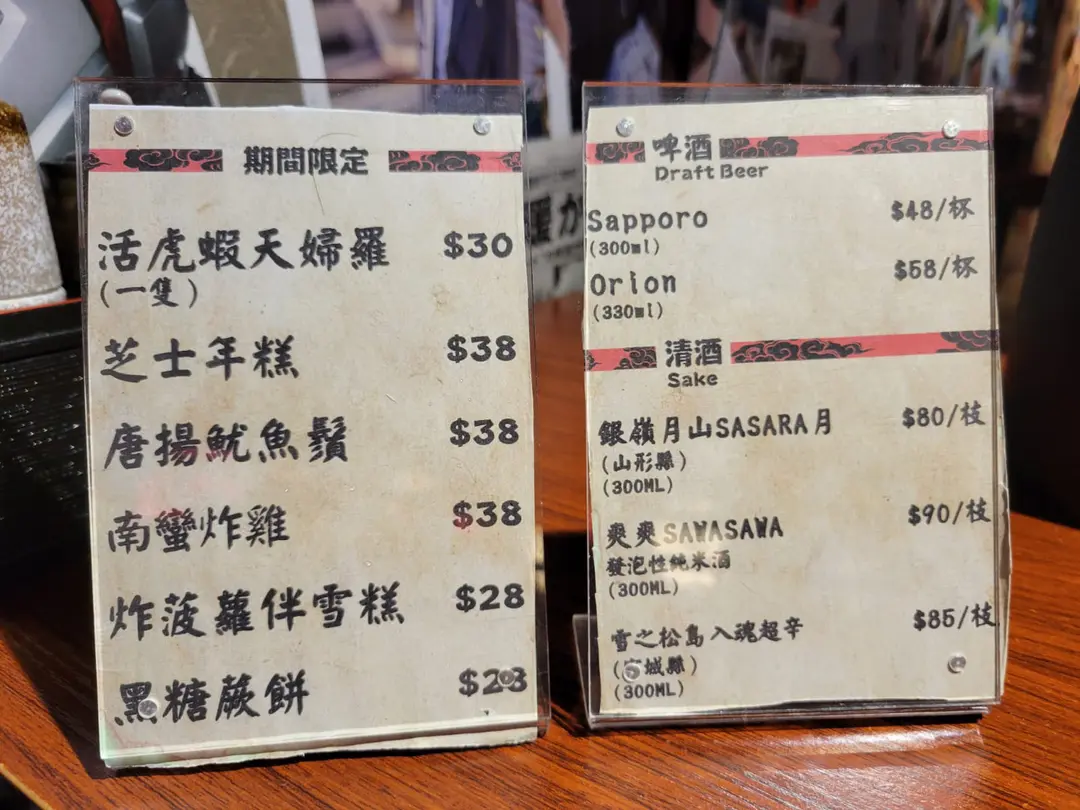 期間限定
活虎蝦天婦羅 $30
(一隻)
芝士年糕 $38
唐揚魷魚鬚 $38
南蠻炸雞 $38
炸菠蘿伴雪糕 $28
黑糖蕨餅
啤酒
Draft Beer
Sapporo $48/杯
(300ml)
Orion $58/杯
(330ml)
清酒
Sake
銀嶺月山SASARA月 $80/枝
(山形縣)
(300ML)
爽爽SAWASAWA $90/枝
發泡性純米酒
(300ML)
雪之松島入魂超辛 $85/枝
城縣)
(300ML)
暖か